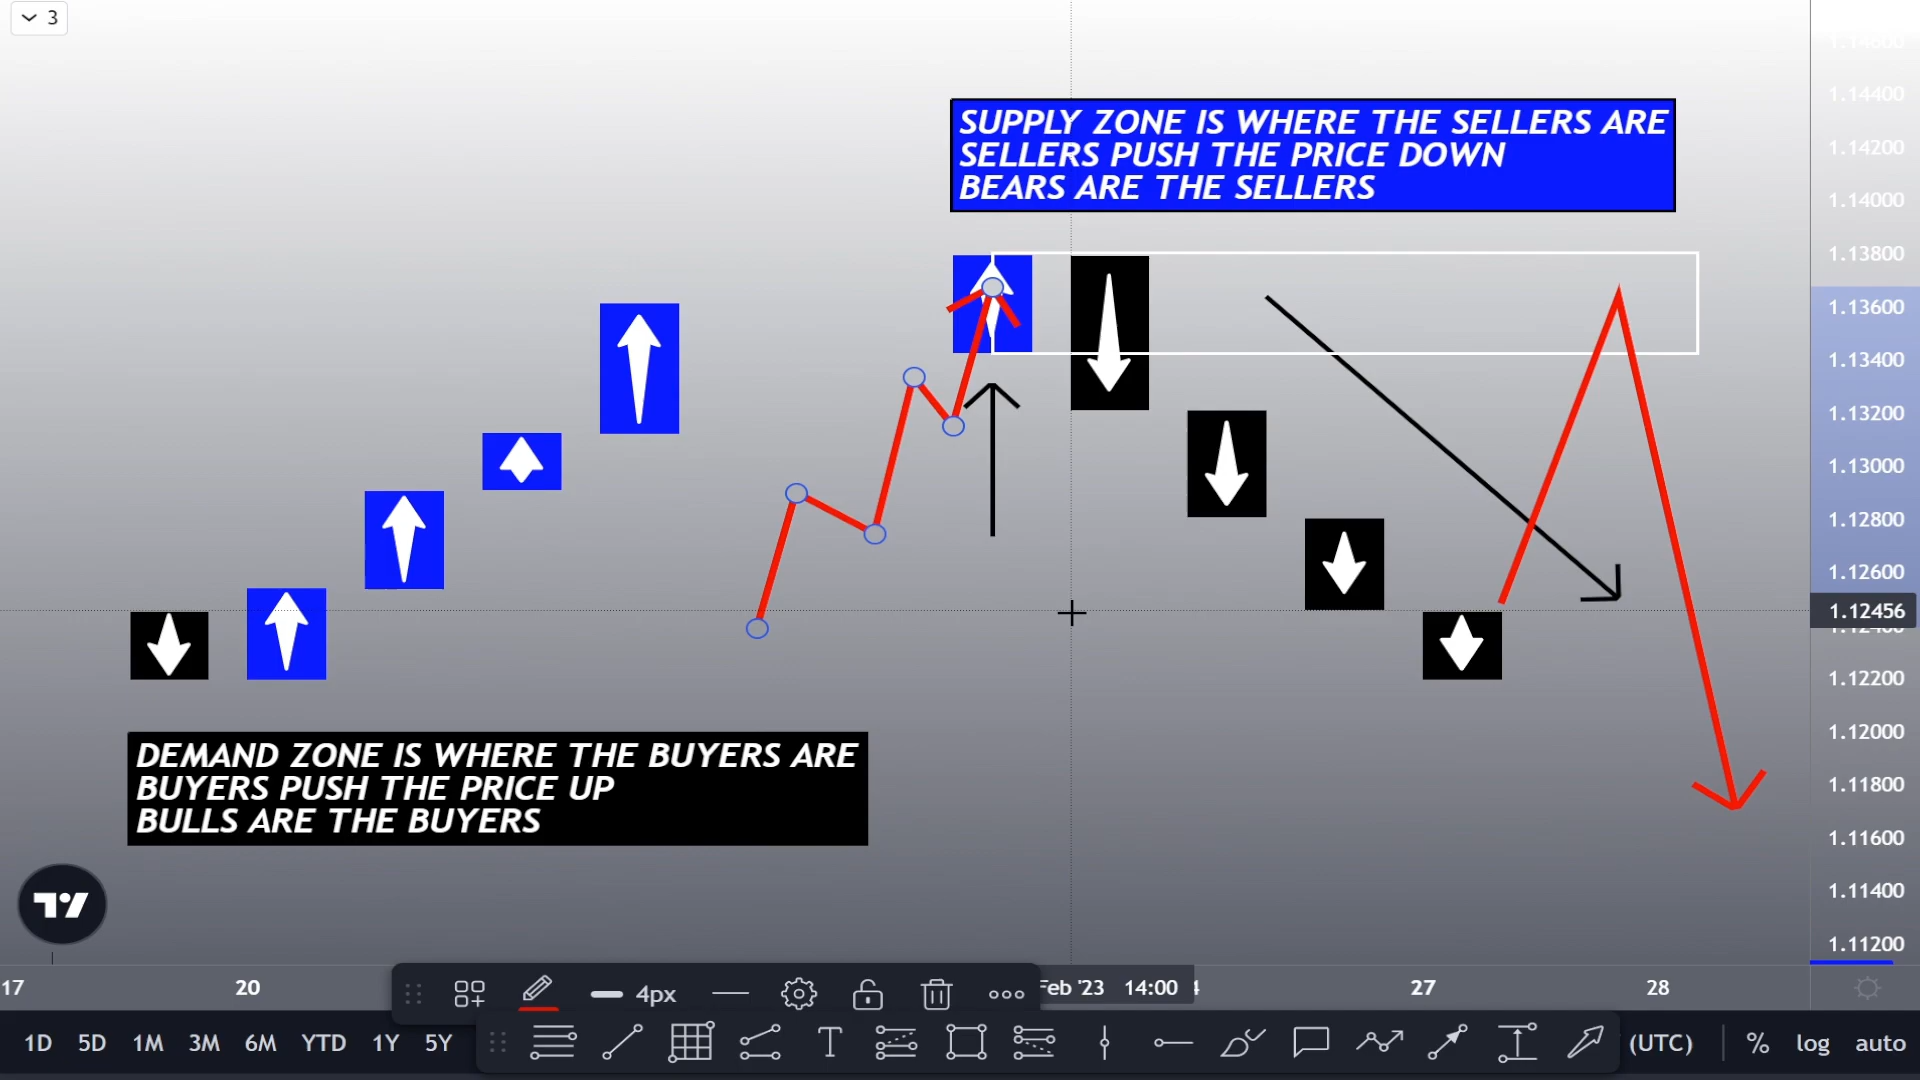 3
SUPPLY ZONE IS WHERE THE SELLERS ARE
SELLERS PUSH THE PRICE DOWN
BEARS ARE THE SELLERS
DEMAND ZONE IS WHERE THE BUYERS ARE
BUYERS PUSH THE PRICE UP
BULLS ARE THE BUYERS
1.14600
1.14400
1.14200
1.14000
1.13800
1.13600
1.13400
1.13200
1.13000
1.12800
1.12600
1.12456
1.12400
1.12200
1.12000
1.11800
1.11600
1.11400
1.11200
17 20 Feb '23 14:00 27 28
4px
1D 5D 1M 3M 6M YTD 1Y 5Y T (UTC) % log auto